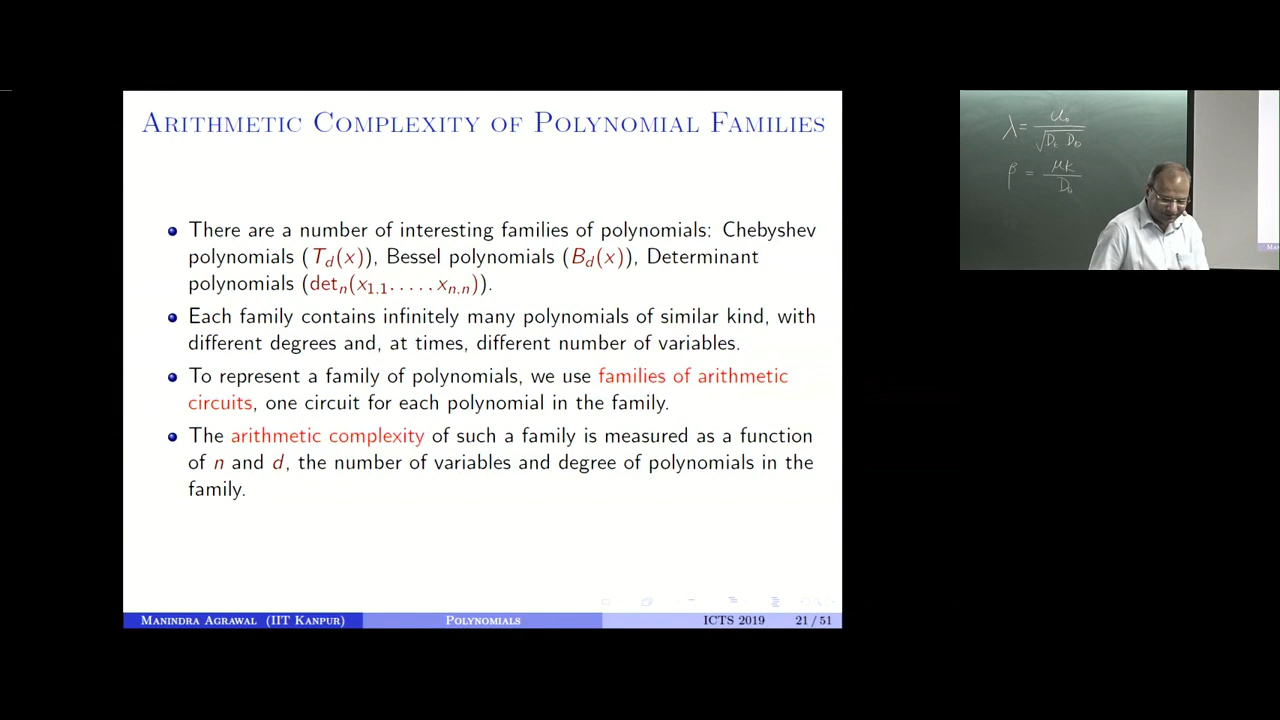 ARITHMETIC COMPLEXITY OF POLYNOMIAL FAMILIES
There are a number of interesting families of polynomials: Chebyshev
polynomials (T_d(x)), Bessel polynomials (B_d(x)), Determinant
polynomials (det_n(x_{1,1}, . . . , x_{n,n})).
Each family contains infinitely many polynomials of similar kind, with
different degrees and, at times, different number of variables.
To represent a family of polynomials, we use families of arithmetic
circuits, one circuit for each polynomial in the family.
The arithmetic complexity of such a family is measured as a function
of n and d, the number of variables and degree of polynomials in the
family.
MANINDRA AGRAWAL (IIT KANPUR) POLYNOMIALS ICTS 2019 21 / 51
λ =
β = μK